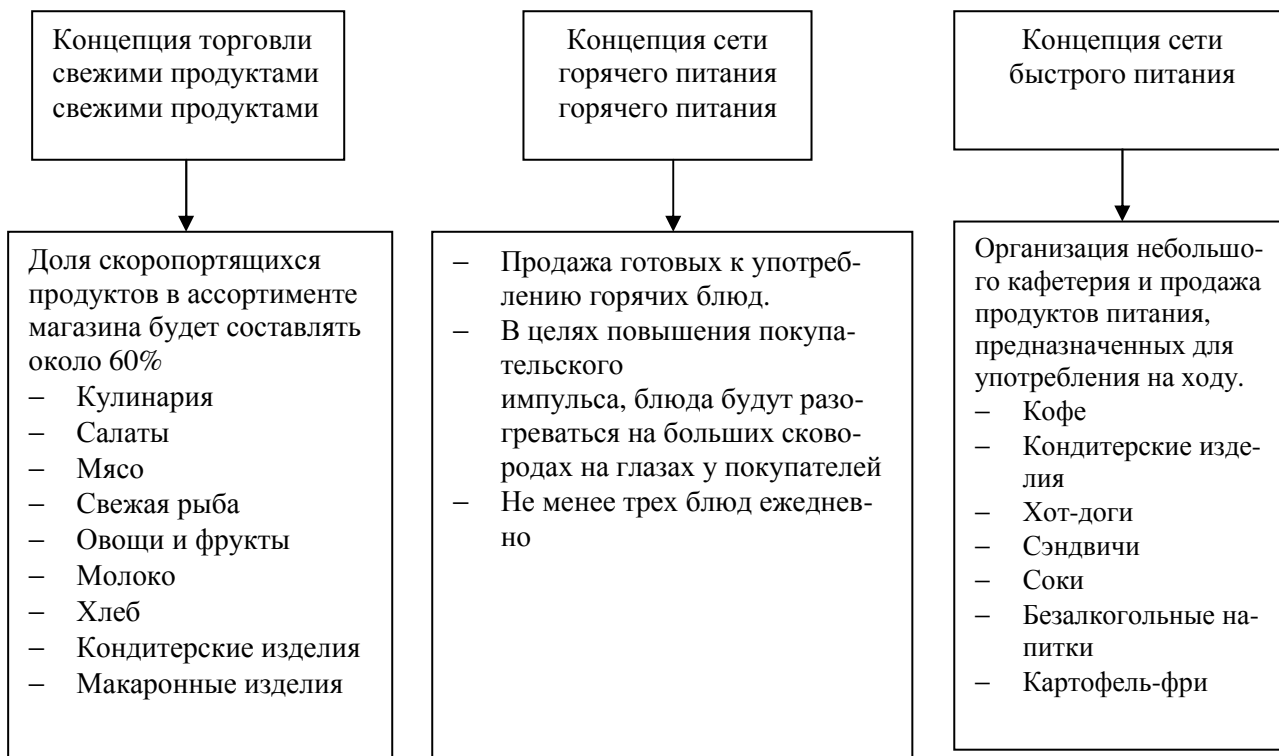 Концепция торговли
свежими продуктами
свежими продуктами
Доля скоропортящихся
продуктов в ассортименте
магазина будет составлять
около 60%
− Кулинария
− Салаты
− Мясо
− Свежая рыба
− Овощи и фрукты
− Молоко
− Хлеб
− Кондитерские изделия
− Макаронные изделия
Концепция сети
горячего питания
горячего питания
− Продажа готовых к употреб-
лению горячих блюд.
− В целях повышения покупа-
тельского
импульса, блюда будут разо-
греваться на больших сково-
родах на глазах у покупателей
− Не менее трех блюд ежеднев-
но
Концепция сети
быстрого питания
Организация небольшо-
го кафетерия и продажа
продуктов питания,
предназначенных для
употребления на ходу.
− Кофе
− Кондитерские изде-
лия
− Хот-доги
− Сэндвичи
− Соки
− Безалкогольные на-
питки
− Картофель-фри